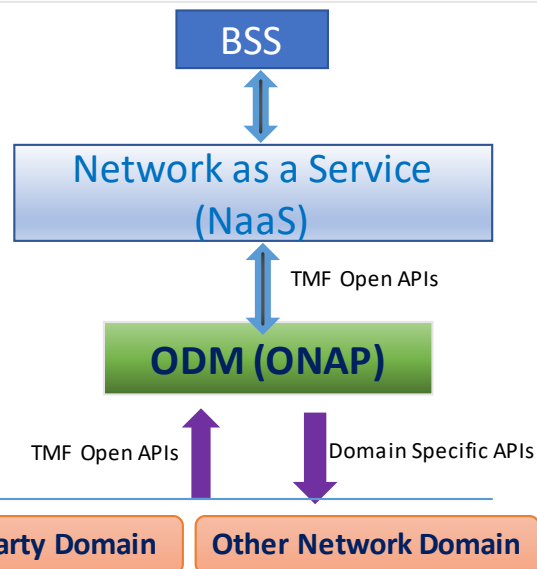 BSS
Network as a Service
(NaaS)
TMF Open APIs
ODM (ONAP)
TMF Open APIs
Domain Specific APIs
arty Domain
Other Network Domain